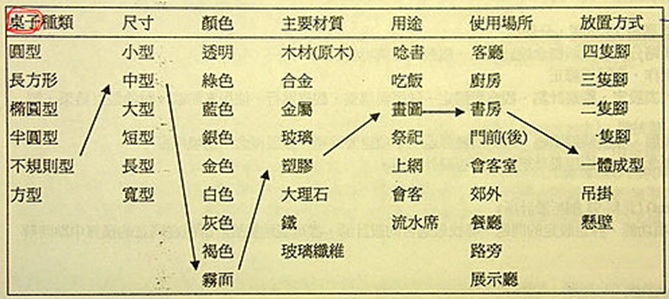 桌子種類 尺寸 顏色 主要材質 用途 使用場所 放置方式
圓型 小型 透明 木材(原木) 唸書 客廳 四隻腳
長方形 中型 綠色 合金 吃飯 廚房 三隻腳
橢圓型 大型 藍色 金屬 畫圖 書房 二隻腳
半圓型 短型 銀色 玻璃 祭祀 門前(後) 一隻腳
不規則型 長型 金色 塑膠 上網 會客室 一體成型
方型 寬型 白色 大理石 會客 郊外 吊掛
灰色 鐵 流水席 餐廳 懸壁
褐色 玻璃纖維 路旁
霧面 展示廳